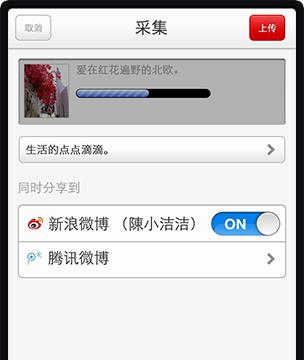 取消
采集
上传
爱在红花遍野的北欧。
生活的点点滴滴。
同时分享到
新浪微博 （陳小洁洁）
ON
腾讯微博